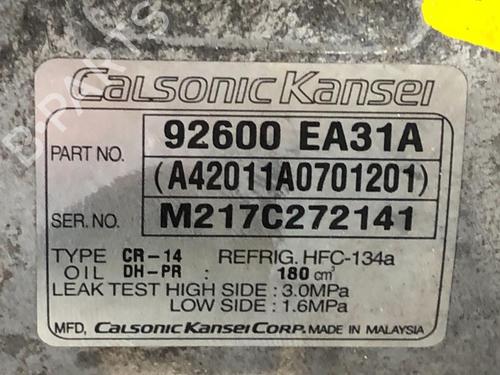 Calsonic Kansei
PART NO. 92600 EA31A
(A42011A0701201)
SER. NO. M217C272141
TYPE CR-14 REFRIG. HFC-134a
OIL DH-PR : 180 cm³
LEAK TEST HIGH SIDE : 3.0MPa
LOW SIDE : 1.6MPa
MFD, CALSONIC KANSEI CORP. MADE IN MALAYSIA
B-PARTS